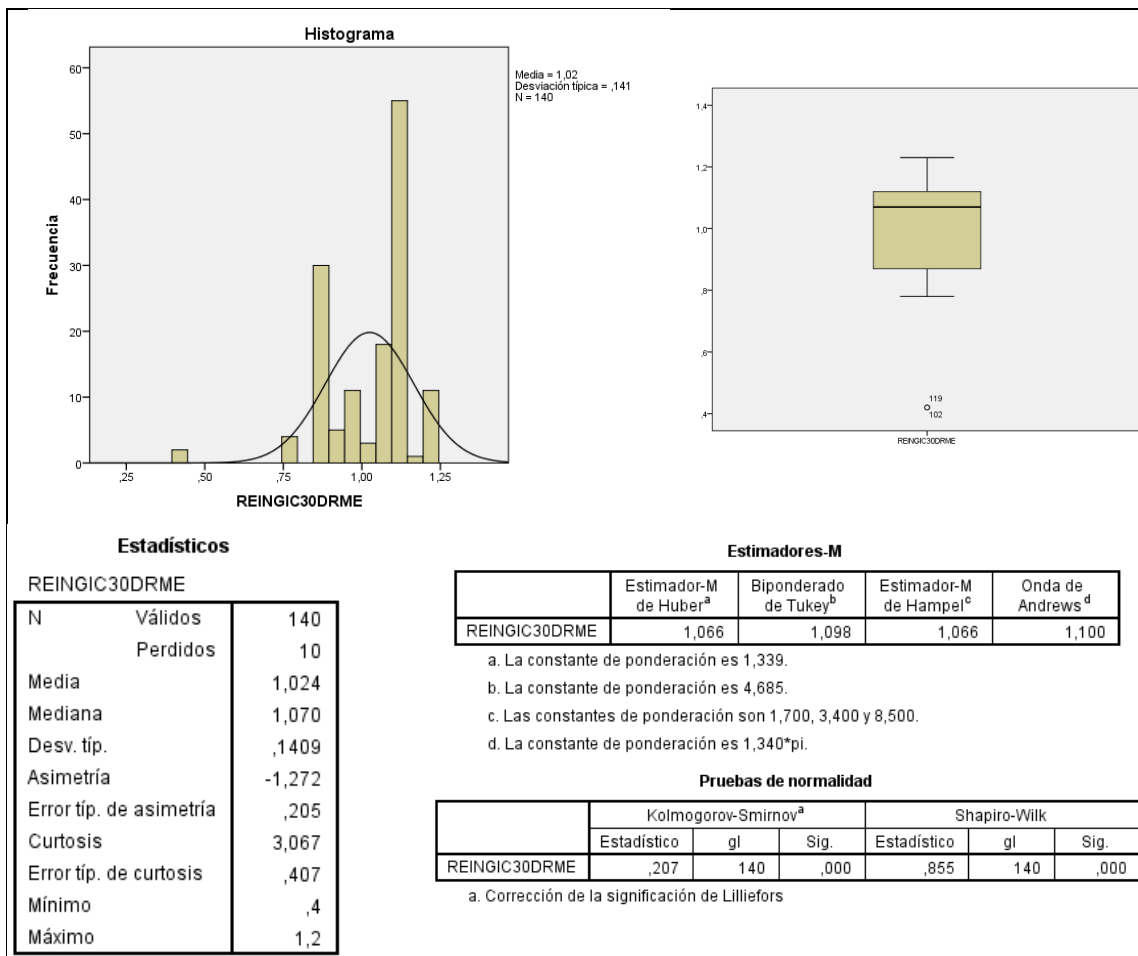 Histograma
Media = 1,02
Desviación típica = ,141
N = 140
60
50
40
30
20
10
0
Frecuencia
,25 ,50 ,75 1,00 1,25
REINGIC30DRME
1,4
1,2
1,0
,8
,6
,4
119
102
REINGIC30DRME
Estadísticos
REINGIC30DRME
N Válidos 140
Perdidos 10
Media 1,024
Mediana 1,070
Desv. típ. ,1409
Asimetría -1,272
Error típ. de asimetría ,205
Curtosis 3,067
Error típ. de curtosis ,407
Mínimo ,4
Máximo 1,2
Estimadores-M
Estimador-M de Huberᵃ Biponderado de Tukeyᵇ Estimador-M de Hampelᶜ Onda de Andrewsᵈ
REINGIC30DRME 1,066 1,098 1,066 1,100
a. La constante de ponderación es 1,339.
b. La constante de ponderación es 4,685.
c. Las constantes de ponderación son 1,700, 3,400 y 8,500.
d. La constante de ponderación es 1,340*pi.
Pruebas de normalidad
Kolmogorov-Smirnovᵃ Shapiro-Wilk
Estadístico gl Sig. Estadístico gl Sig.
REINGIC30DRME ,207 140 ,000 ,855 140 ,000
a. Corrección de la significación de Lilliefors